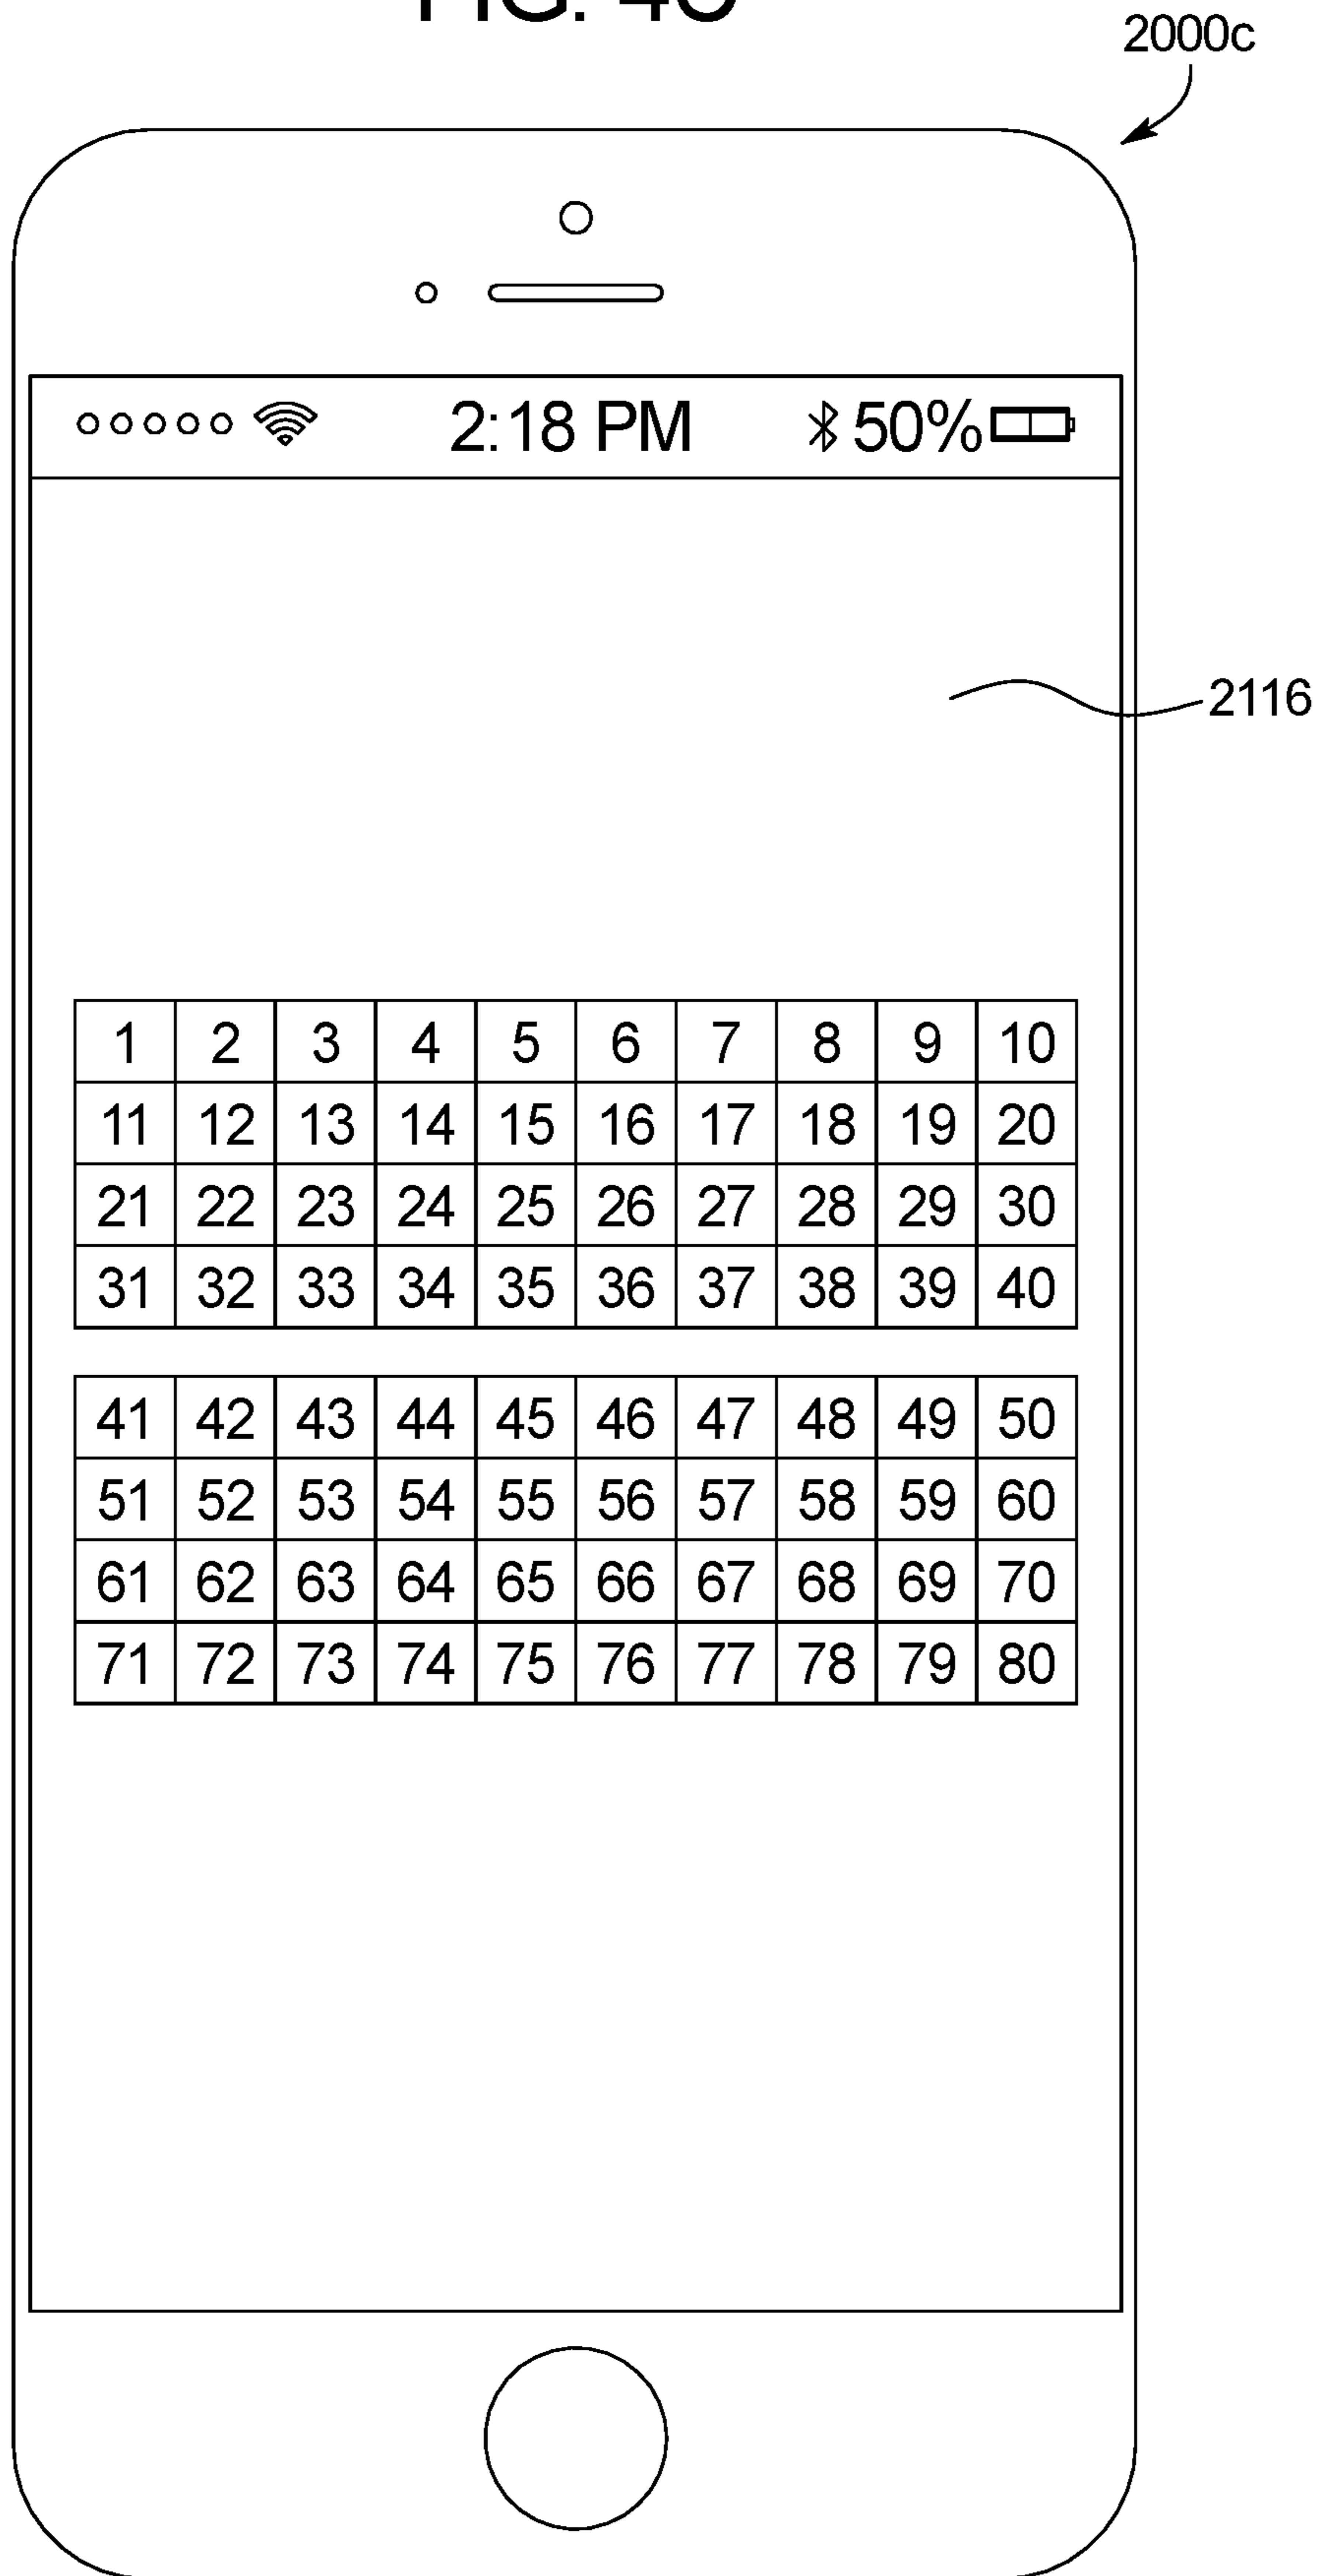 2000c
2:18 PM 50%
2116
1 2 3 4 5 6 7 8 9 10
11 12 13 14 15 16 17 18 19 20
21 22 23 24 25 26 27 28 29 30
31 32 33 34 35 36 37 38 39 40
41 42 43 44 45 46 47 48 49 50
51 52 53 54 55 56 57 58 59 60
61 62 63 64 65 66 67 68 69 70
71 72 73 74 75 76 77 78 79 80